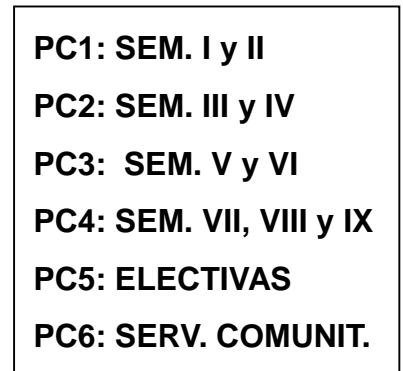 PC1: SEM. I y II
PC2: SEM. III y IV
PC3: SEM. V y VI
PC4: SEM. VII, VIII y IX
PC5: ELECTIVAS
PC6: SERV. COMUNIT.